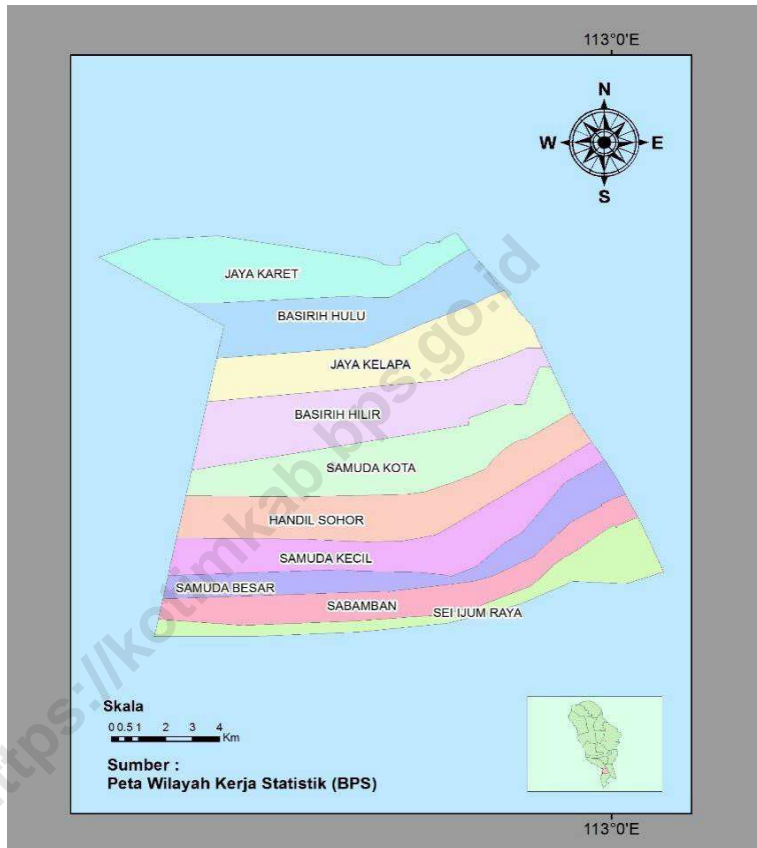 113°0'E
N
W
E
S
JAYA KARET
BASIRIH HULU
JAYA KELAPA
BASIRIH HILIR
SAMUDA KOTA
HANDIL SOHOR
SAMUDA KECIL
SAMUDA BESAR
SABAMBAN
SEI IJUM RAYA
Skala
0 0.5 1 2 3 4
Km
Sumber :
Peta Wilayah Kerja Statistik (BPS)
113°0'E
https://kotimkab.bps.go.id